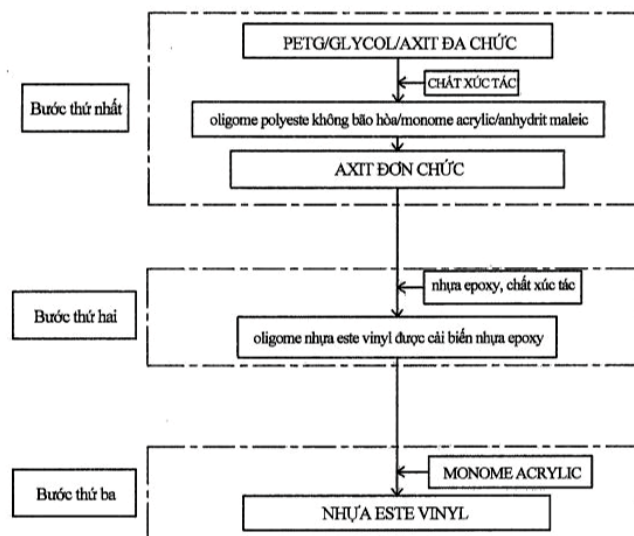 PETG/GLYCOL/AXIT ĐA CHỨC
CHẤT XÚC TÁC
Bước thứ nhất
oligome polyeste không bão hòa/monome acrylic/anhydrit maleic
AXIT ĐƠN CHỨC
nhựa epoxy, chất xúc tác
Bước thứ hai
oligome nhựa este vinyl được cải biến nhựa epoxy
MONOME ACRYLIC
Bước thứ ba
NHỰA ESTE VINYL